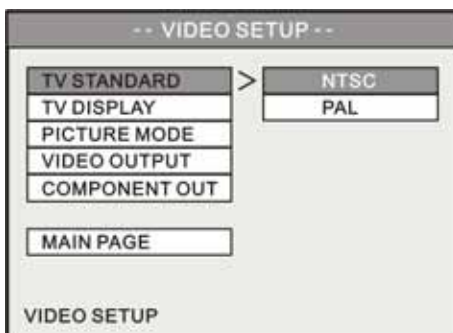 -- VIDEO SETUP --
TV STANDARD > NTSC
TV DISPLAY PAL
PICTURE MODE
VIDEO OUTPUT
COMPONENT OUT
MAIN PAGE
VIDEO SETUP